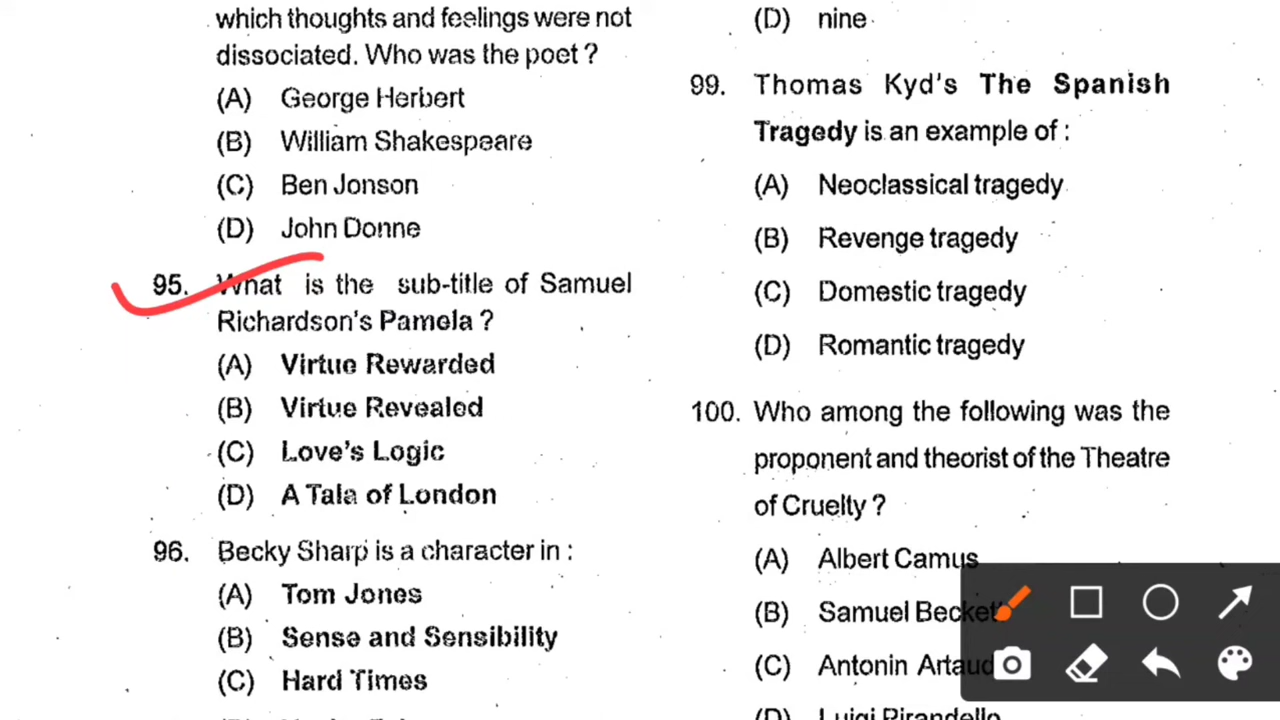 which thoughts and feelings were not
dissociated. Who was the poet ?
(A) George Herbert
(B) William Shakespeare
(C) Ben Jonson
(D) John Donne
95. What is the sub-title of Samuel
Richardson's Pamela ?
(A) Virtue Rewarded
(B) Virtue Revealed
(C) Love's Logic
(D) A Tale of London
96. Becky Sharp is a character in :
(A) Tom Jones
(B) Sense and Sensibility
(C) Hard Times
(D) nine
99. Thomas Kyd's The Spanish
Tragedy is an example of :
(A) Neoclassical tragedy
(B) Revenge tragedy
(C) Domestic tragedy
(D) Romantic tragedy
100. Who among the following was the
proponent and theorist of the Theatre
of Cruelty ?
(A) Albert Camus
(B) Samuel Beckett
(C) Antonin Artaud
(D) Luigi Pirandello